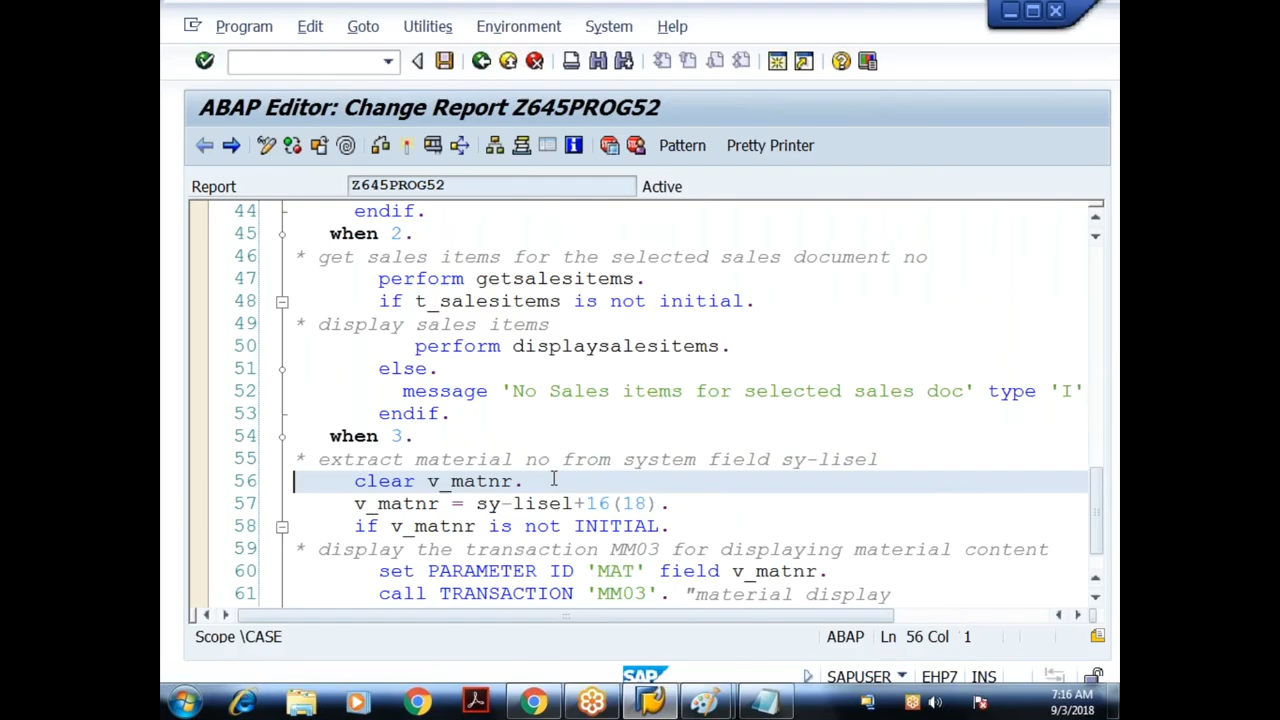 Program Edit Goto Utilities Environment System Help
ABAP Editor: Change Report Z645PROG52
Pattern Pretty Printer
Report Z645PROG52 Active
44 endif.
45 when 2.
46 * get sales items for the selected sales document no
47 perform getsalesitems.
48 if t_salesitems is not initial.
49 * display sales items
50 perform displaysalesitems.
51 else.
52 message 'No Sales items for selected sales doc' type 'I'
53 endif.
54 when 3.
55 * extract material no from system field sy-lisel
56 clear v_matnr.
57 v_matnr = sy-lisel+16(18).
58 if v_matnr is not INITIAL.
59 * display the transaction MM03 for displaying material content
60 set PARAMETER ID 'MAT' field v_matnr.
61 call TRANSACTION 'MM03'. "material display
Scope \CASE ABAP Ln 56 Col 1
SAP SAPUSER EHP7 INS
7:16 AM
9/3/2018